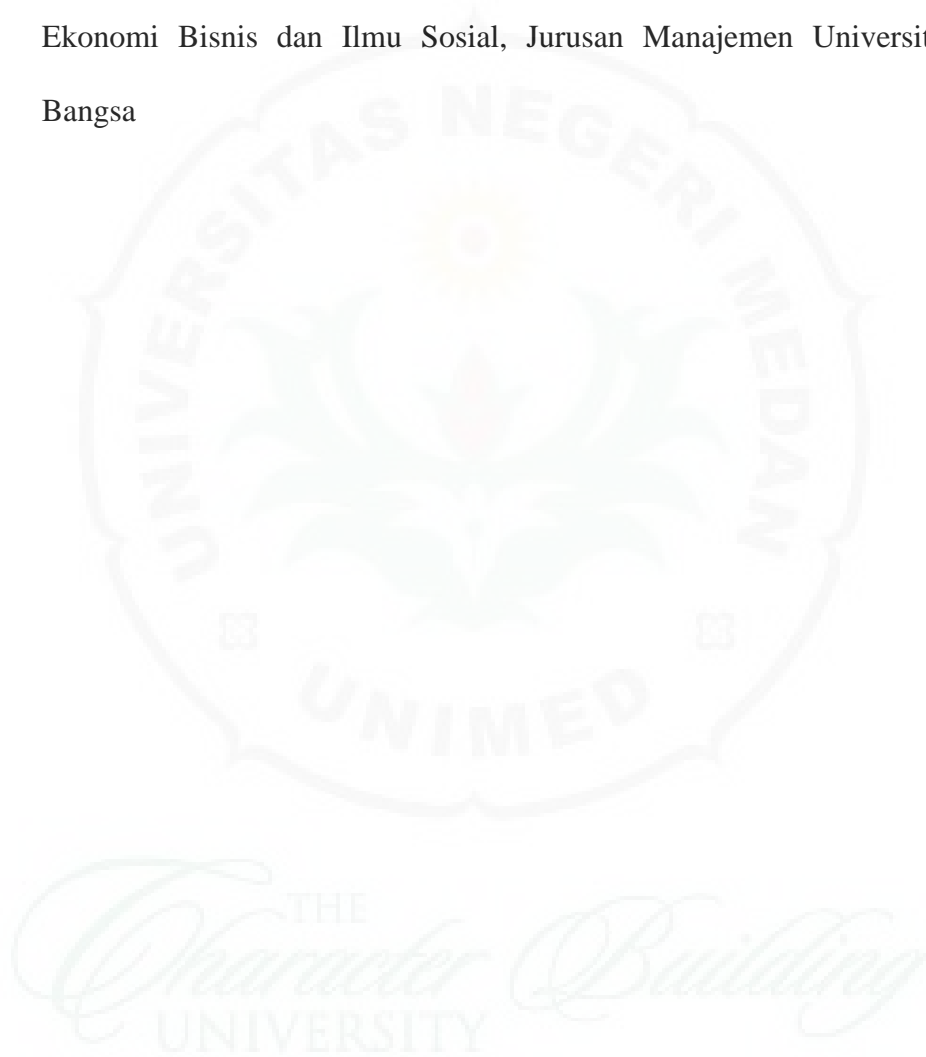 Ekonomi Bisnis dan Ilmu Sosial, Jurusan Manajemen Universit
Bangsa
UNIVERSITAS NEGERI MEDAN
UNIMED
THE
Character Building
UNIVERSITY